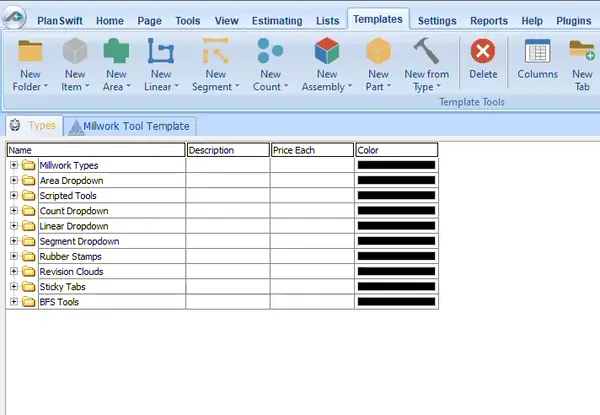 PlanSwift Home Page Tools View Estimating Lists Templates Settings Reports Help Plugins
New Folder New Item New Area New Linear New Segment New Count New Assembly New Part New from Type Delete Columns New Tab
Template Tools
Types Millwork Tool Template
Name Description Price Each Color
Millwork Types
Area Dropdown
Scripted Tools
Count Dropdown
Linear Dropdown
Segment Dropdown
Rubber Stamps
Revision Clouds
Sticky Tabs
BFS Tools